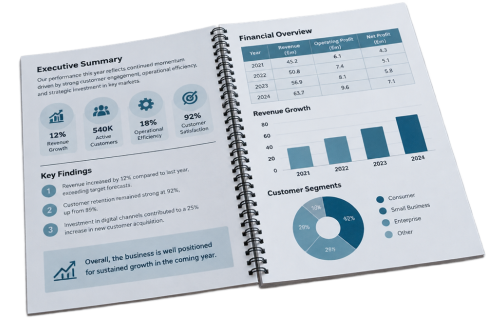 Executive Summary
Our performance this year reflects continued momentum
driven by strong customer engagement, operational efficiency,
and strategic investment in key markets.
12%
Revenue
Growth
540K
Active
Customers
18%
Operational
Efficiency
92%
Customer
Satisfaction
Key Findings
1
Revenue increased by 12% compared to last year,
exceeding target forecasts.
2
Customer retention remained strong at 92%,
up from 89%.
3
Investment in digital channels contributed to a 25%
increase in new customer acquisition.
Overall, the business is well positioned
for sustained growth in the coming year.
Financial Overview
Year Revenue (£m) Operating Profit (£m) Net Profit (£m)
2021 45.2 6.1 4.3
2022 50.8 7.4 5.1
2023 56.9 8.1 5.8
2024 63.7 9.6 7.1
Revenue Growth
80
60
40
20
0
2021 2022 2023 2024
Customer Segments
10%
40%
Consumer
Small Business
Enterprise
Other